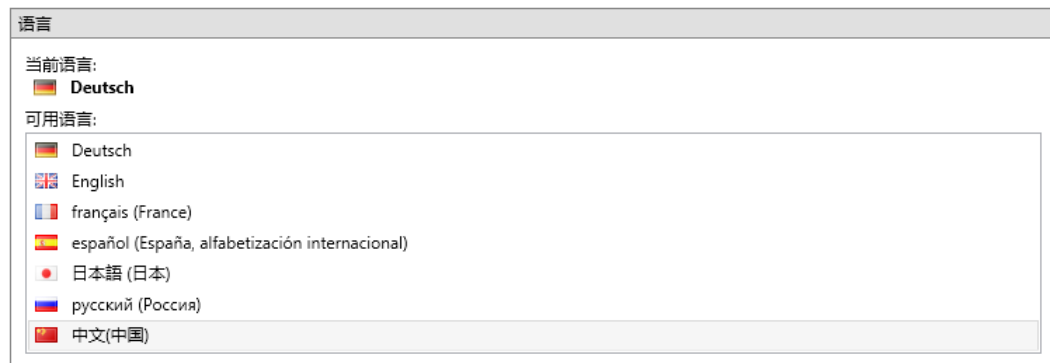 语言
当前语言:
Deutsch
可用语言:
Deutsch
English
français (France)
español (España, alfabetización internacional)
日本語 (日本)
русский (Россия)
中文(中国)